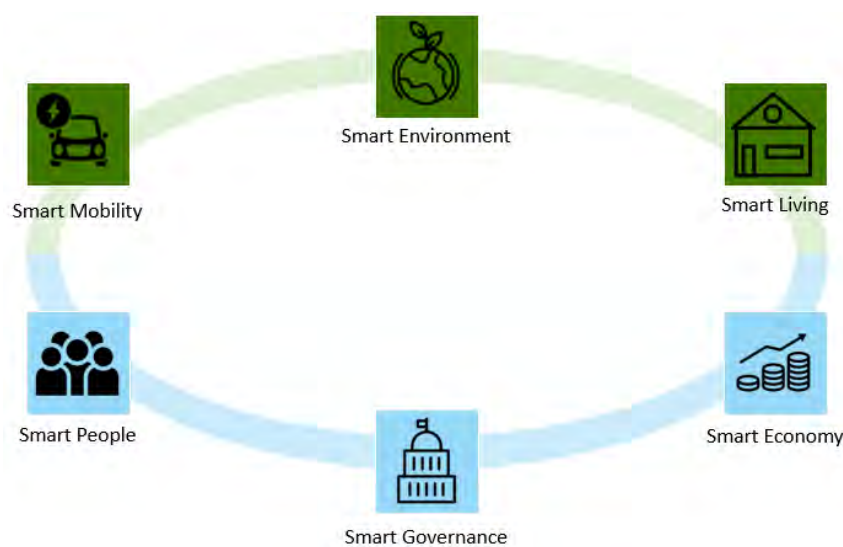 Smart Environment
Smart Mobility
Smart Living
Smart People
Smart Economy
Smart Governance